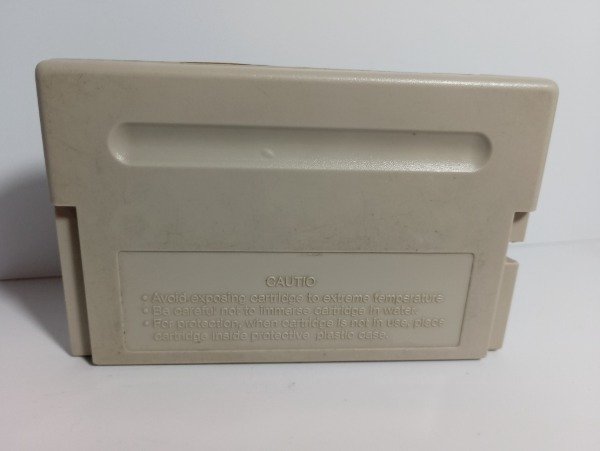 CAUTIO
• Avoid exposing cartridge to extreme temperature
• Be careful not to immerse cartridge in water.
• For protection, when cartridge is not in use, place
cartridge inside protective plastic case.